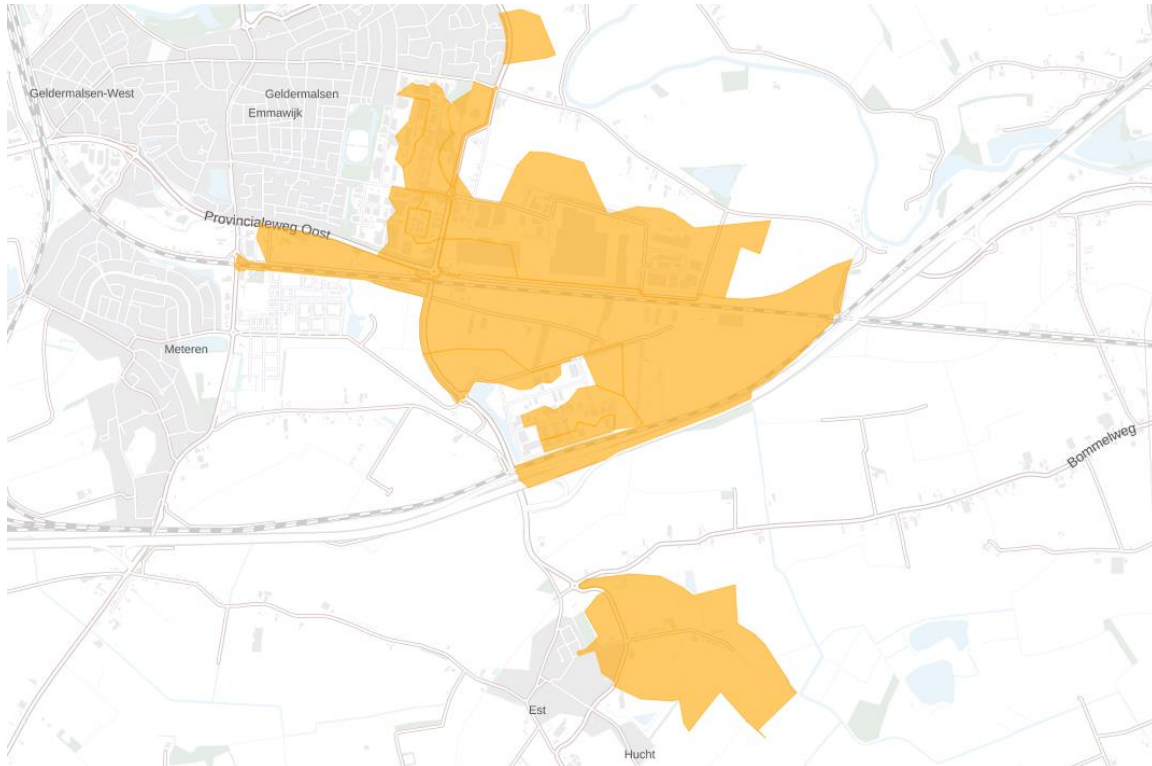 Geldermalsen-West
Geldermalsen
Emmawijk
Provincialeweg Oost
Meteren
Bommelweg
Est
Hucht